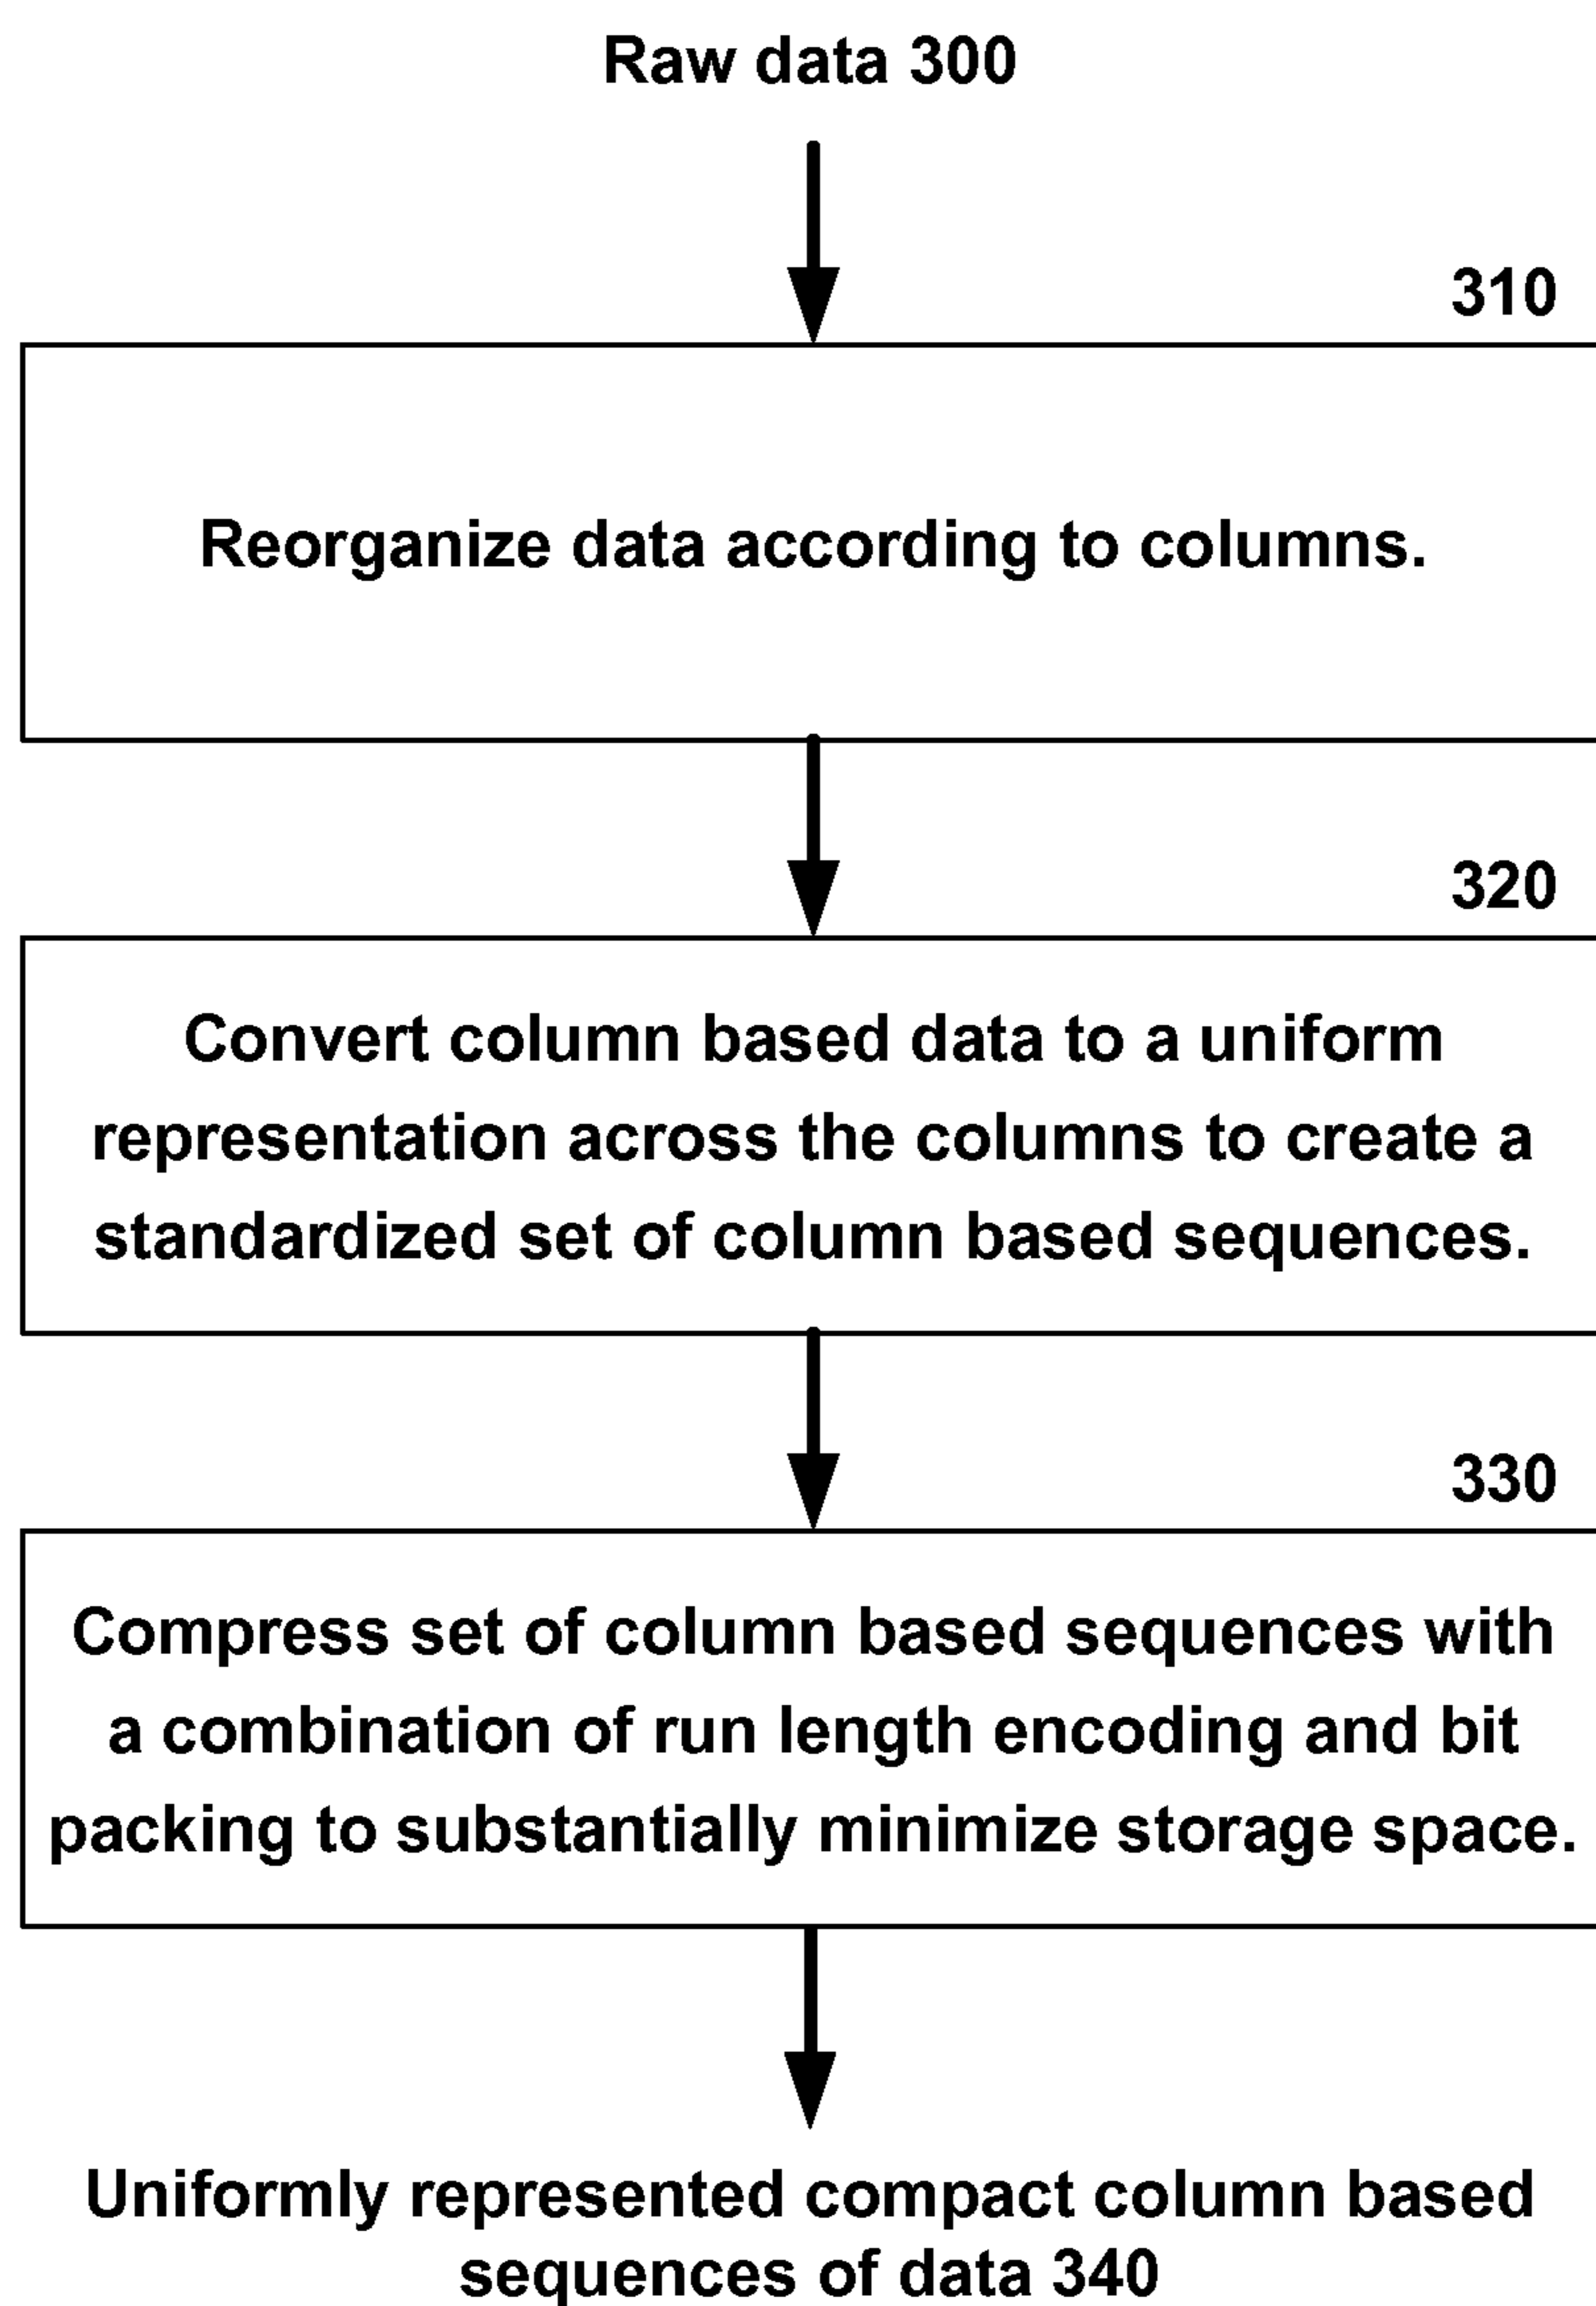 Raw data 300
310
Reorganize data according to columns.
320
Convert column based data to a uniform
representation across the columns to create a
standardized set of column based sequences.
330
Compress set of column based sequences with
a combination of run length encoding and bit
packing to substantially minimize storage space.
Uniformly represented compact column based
sequences of data 340